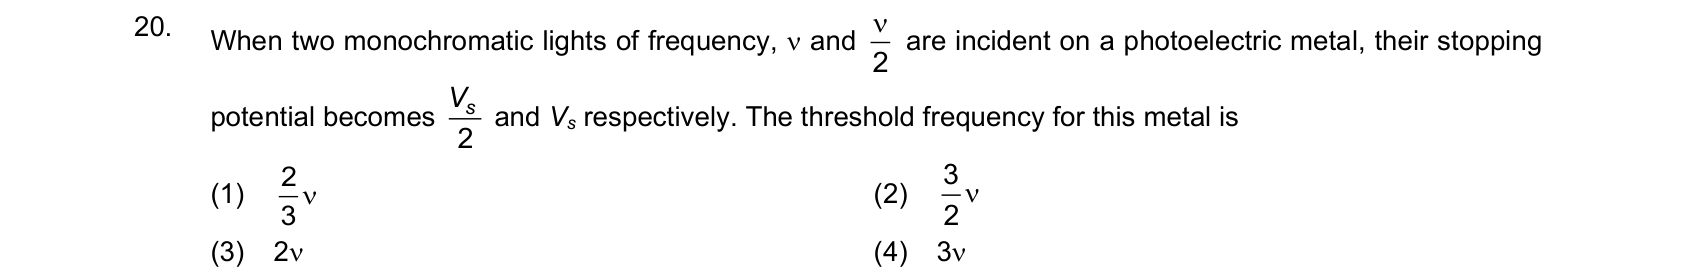 20. When two monochromatic lights of frequency, ν and ν/2 are incident on a photoelectric metal, their stopping
potential becomes Vₛ/2 and Vₛ respectively. The threshold frequency for this metal is
(1) 2/3 ν (2) 3/2 ν
(3) 2ν (4) 3ν